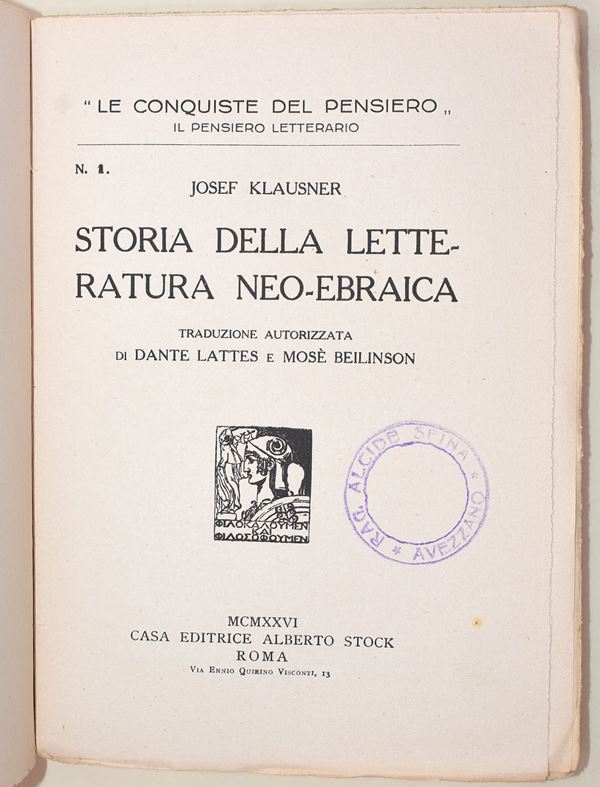 “ LE CONQUISTE DEL PENSIERO „
IL PENSIERO LETTERARIO
N. 1.
JOSEF KLAUSNER
STORIA DELLA LETTE-
RATURA NEO-EBRAICA
TRADUZIONE AUTORIZZATA
DI DANTE LATTES E MOSÈ BEILINSON
ΦΙΛΟΚΑΛΟΥΜΕΝ
ΚΑΙ
ΦΙΛΟΣΟΦΟΥΜΕΝ
RAG. ALCIDE SPINA * AVEZZANO *
MCMXXVI
CASA EDITRICE ALBERTO STOCK
ROMA
VIA ENNIO QUIRINO VISCONTI, 13